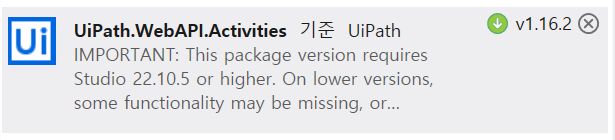 Ui
UiPath.WebAPI.Activities 기준 UiPath v1.16.2
IMPORTANT: This package version requires
Studio 22.10.5 or higher. On lower versions,
some functionality may be missing, or...